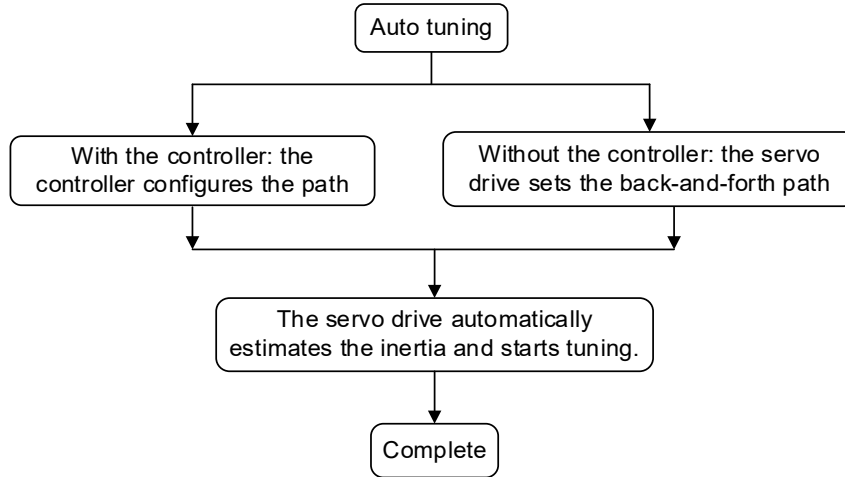 Auto tuning
With the controller: the
controller configures the path
Without the controller: the servo
drive sets the back-and-forth path
The servo drive automatically
estimates the inertia and starts tuning.
Complete